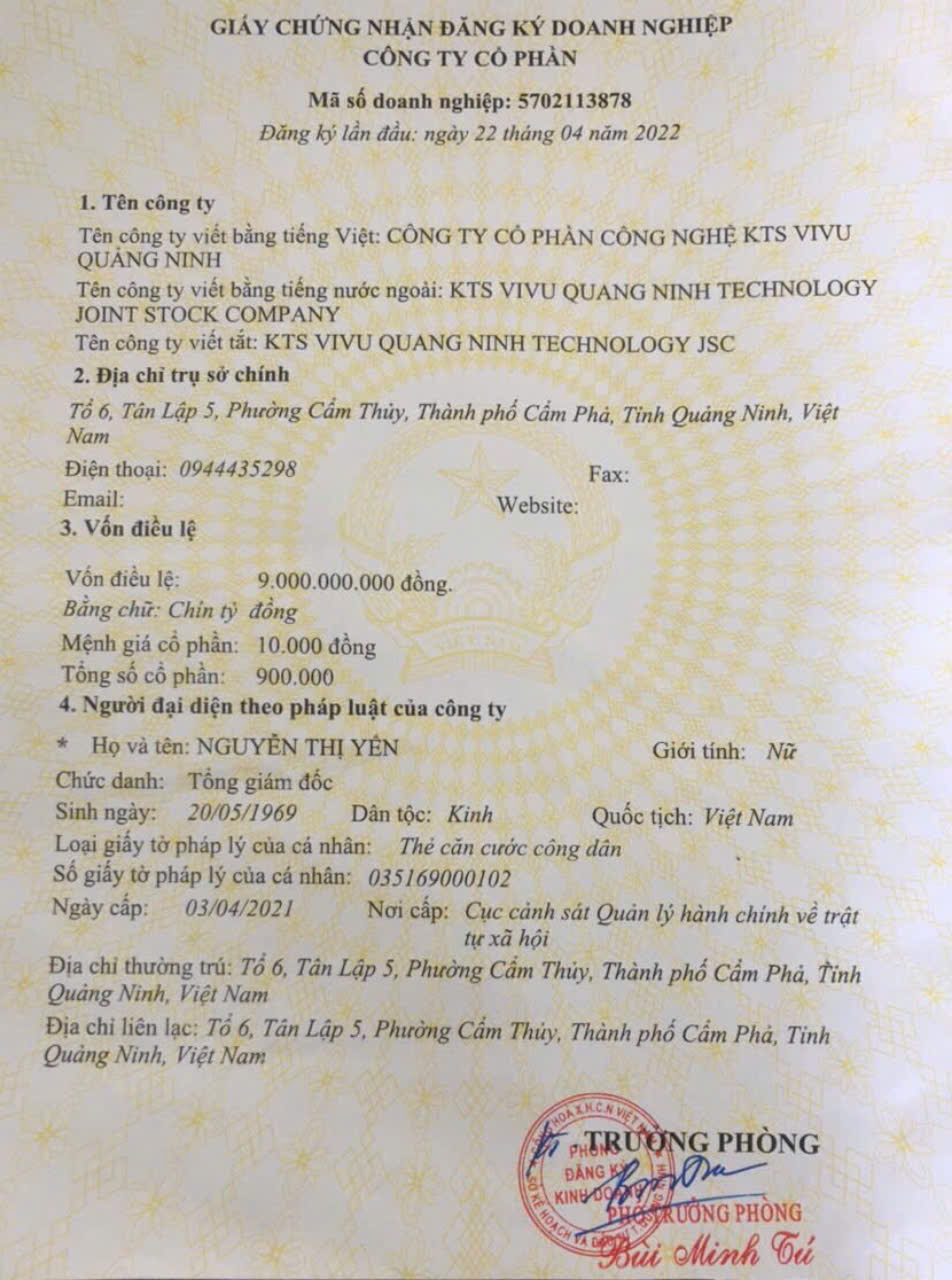 GIẤY CHỨNG NHẬN ĐĂNG KÝ DOANH NGHIỆP
CÔNG TY CỔ PHẦN
Mã số doanh nghiệp: 5702113878
Đăng ký lần đầu: ngày 22 tháng 04 năm 2022
1. Tên công ty
Tên công ty viết bằng tiếng Việt: CÔNG TY CỔ PHẦN CÔNG NGHỆ KTS VIVU
QUẢNG NINH
Tên công ty viết bằng tiếng nước ngoài: KTS VIVU QUANG NINH TECHNOLOGY
JOINT STOCK COMPANY
Tên công ty viết tắt: KTS VIVU QUANG NINH TECHNOLOGY JSC
2. Địa chỉ trụ sở chính
Tổ 6, Tân Lập 5, Phường Cẩm Thủy, Thành phố Cẩm Phả, Tỉnh Quảng Ninh, Việt
Nam
Điện thoại: 0944435298 Fax:
Email: Website:
3. Vốn điều lệ
Vốn điều lệ: 9.000.000.000 đồng.
Bằng chữ: Chín tỷ đồng
Mệnh giá cổ phần: 10.000 đồng
Tổng số cổ phần: 900.000
4. Người đại diện theo pháp luật của công ty
* Họ và tên: NGUYỄN THỊ YÊN Giới tính: Nữ
Chức danh: Tổng giám đốc
Sinh ngày: 20/05/1969 Dân tộc: Kinh Quốc tịch: Việt Nam
Loại giấy tờ pháp lý của cá nhân: Thẻ căn cước công dân
Số giấy tờ pháp lý của cá nhân: 035169000102
Ngày cấp: 03/04/2021 Nơi cấp: Cục cảnh sát Quản lý hành chính về trật
tự xã hội
Địa chỉ thường trú: Tổ 6, Tân Lập 5, Phường Cẩm Thủy, Thành phố Cẩm Phả, Tỉnh
Quảng Ninh, Việt Nam
Địa chỉ liên lạc: Tổ 6, Tân Lập 5, Phường Cẩm Thủy, Thành phố Cẩm Phả, Tỉnh
Quảng Ninh, Việt Nam
TRƯỞNG PHÒNG
PHÒNG
ĐĂNG KÝ
KINH DOANH
PHÓ TRƯỞNG PHÒNG
Bùi Minh Tú